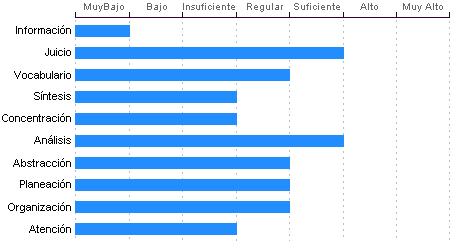 MuyBajo Bajo Insuficiente Regular Suficiente Alto Muy Alto
Información
Juicio
Vocabulario
Síntesis
Concentración
Análisis
Abstracción
Planeación
Organización
Atención